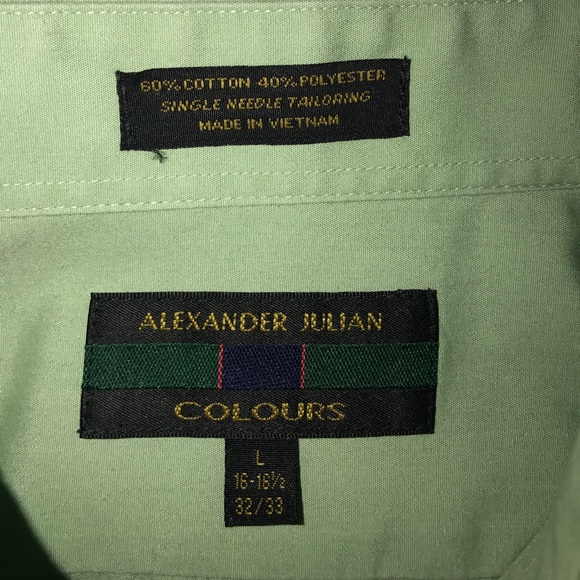 60% COTTON 40% POLYESTER
SINGLE NEEDLE TAILORING
MADE IN VIETNAM
ALEXANDER JULIAN
COLOURS
L
16-16½
32/33